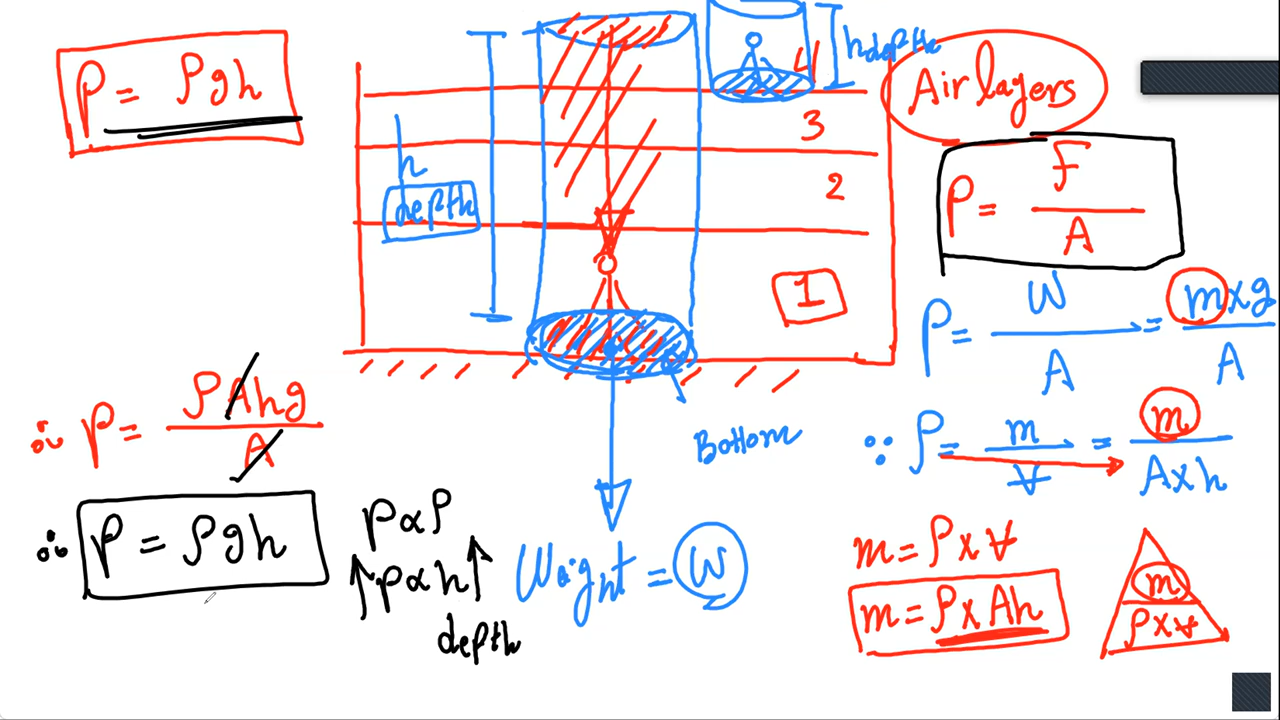 P = ρgh
h depth
4
3
2
1
h
depth
Air layers
P = F / A
P = W / A = m x g / A
∵ ρ = m / V = m / A x h
m = ρ x V
m = ρ x Ah
m
ρ x V
Bottom
Weight = W
∴ P = ρAhg / A
∴ P = ρgh
P ∝ ρ
↑ P ∝ h ↑
depth